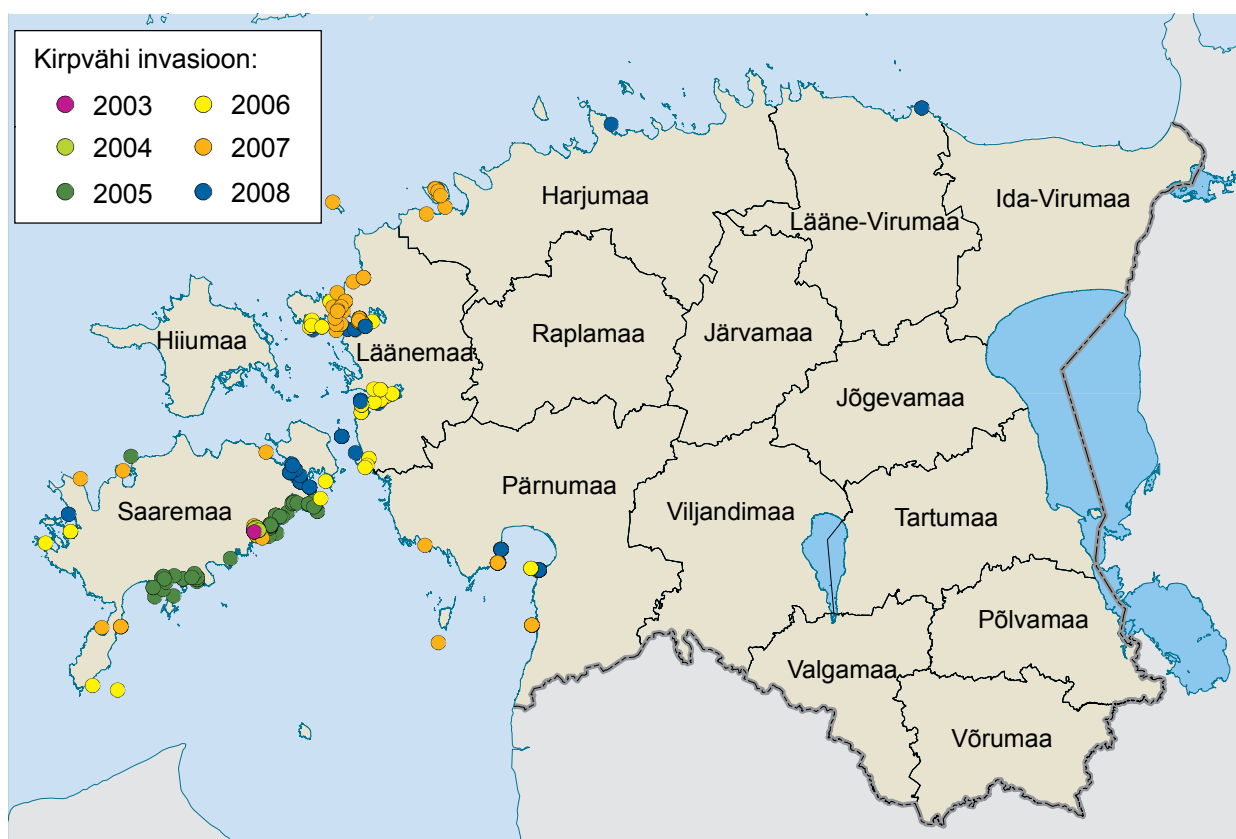 Kirpvähi invasioon:
2003
2006
2004
2007
2005
2008
Harjumaa
Lääne-Virumaa
Ida-Virumaa
Hiiumaa
Läänemaa
Raplamaa
Järvamaa
Jõgevamaa
Saaremaa
Pärnumaa
Viljandimaa
Tartumaa
Põlvamaa
Valgamaa
Võrumaa